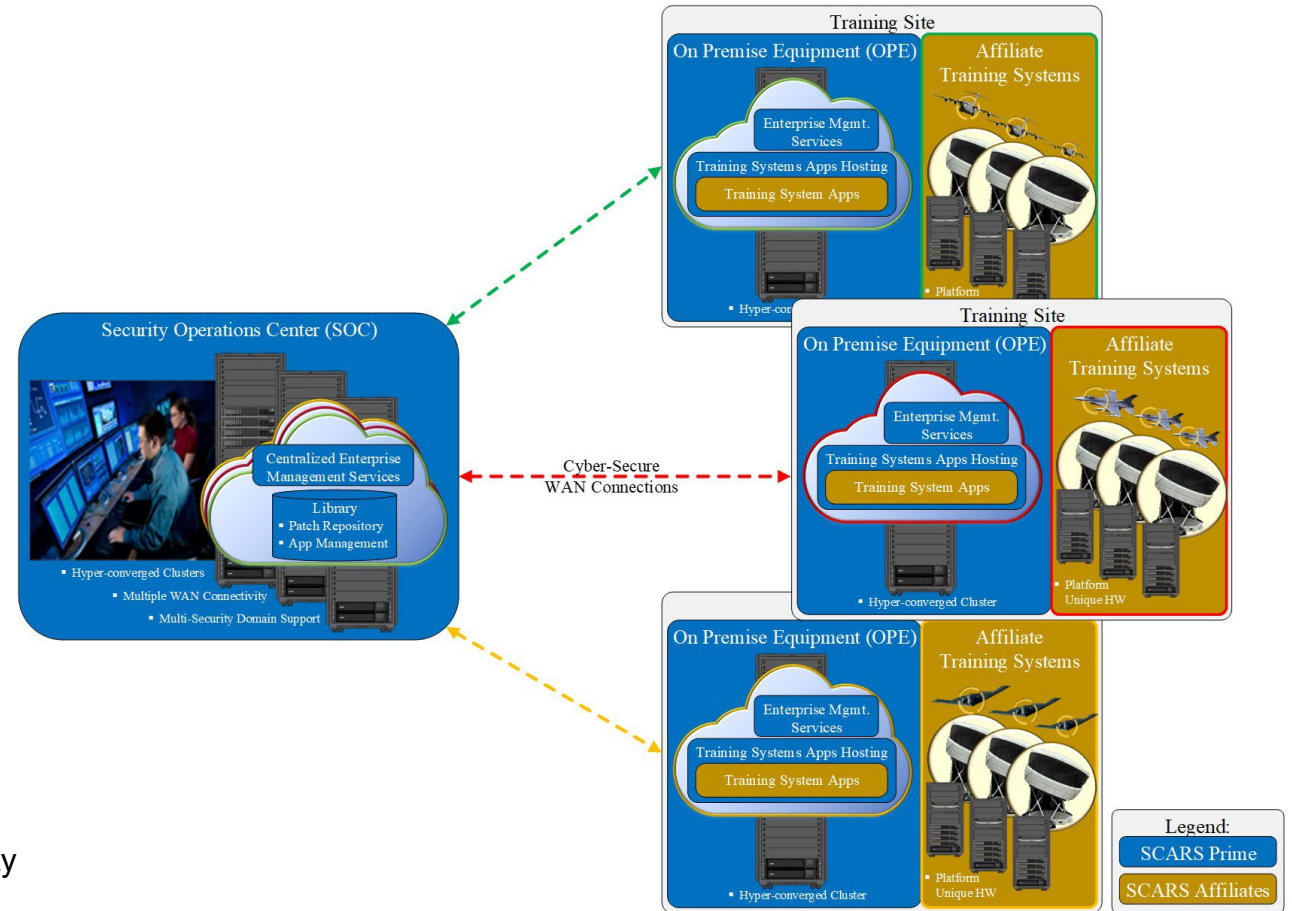 Training Site
On Premise Equipment (OPE)
Affiliate
Training Systems
Enterprise Mgmt.
Services
Training Systems Apps Hosting
Training System Apps
▪ Hyper-con
▪ Platform
Security Operations Center (SOC)
Centralized Enterprise
Management Services
Library
▪ Patch Repository
▪ App Management
▪ Hyper-converged Clusters
▪ Multiple WAN Connectivity
▪ Multi-Security Domain Support
Cyber-Secure
WAN Connections
Training Site
On Premise Equipment (OPE)
Affiliate
Training Systems
Enterprise Mgmt.
Services
Training Systems Apps Hosting
Training System Apps
▪ Hyper-converged Cluster
▪ Platform
Unique HW
On Premise Equipment (OPE)
Affiliate
Training Systems
Enterprise Mgmt.
Services
Training Systems Apps Hosting
Training System Apps
▪ Hyper-converged Cluster
▪ Platform
Unique HW
Legend:
SCARS Prime
SCARS Affiliates